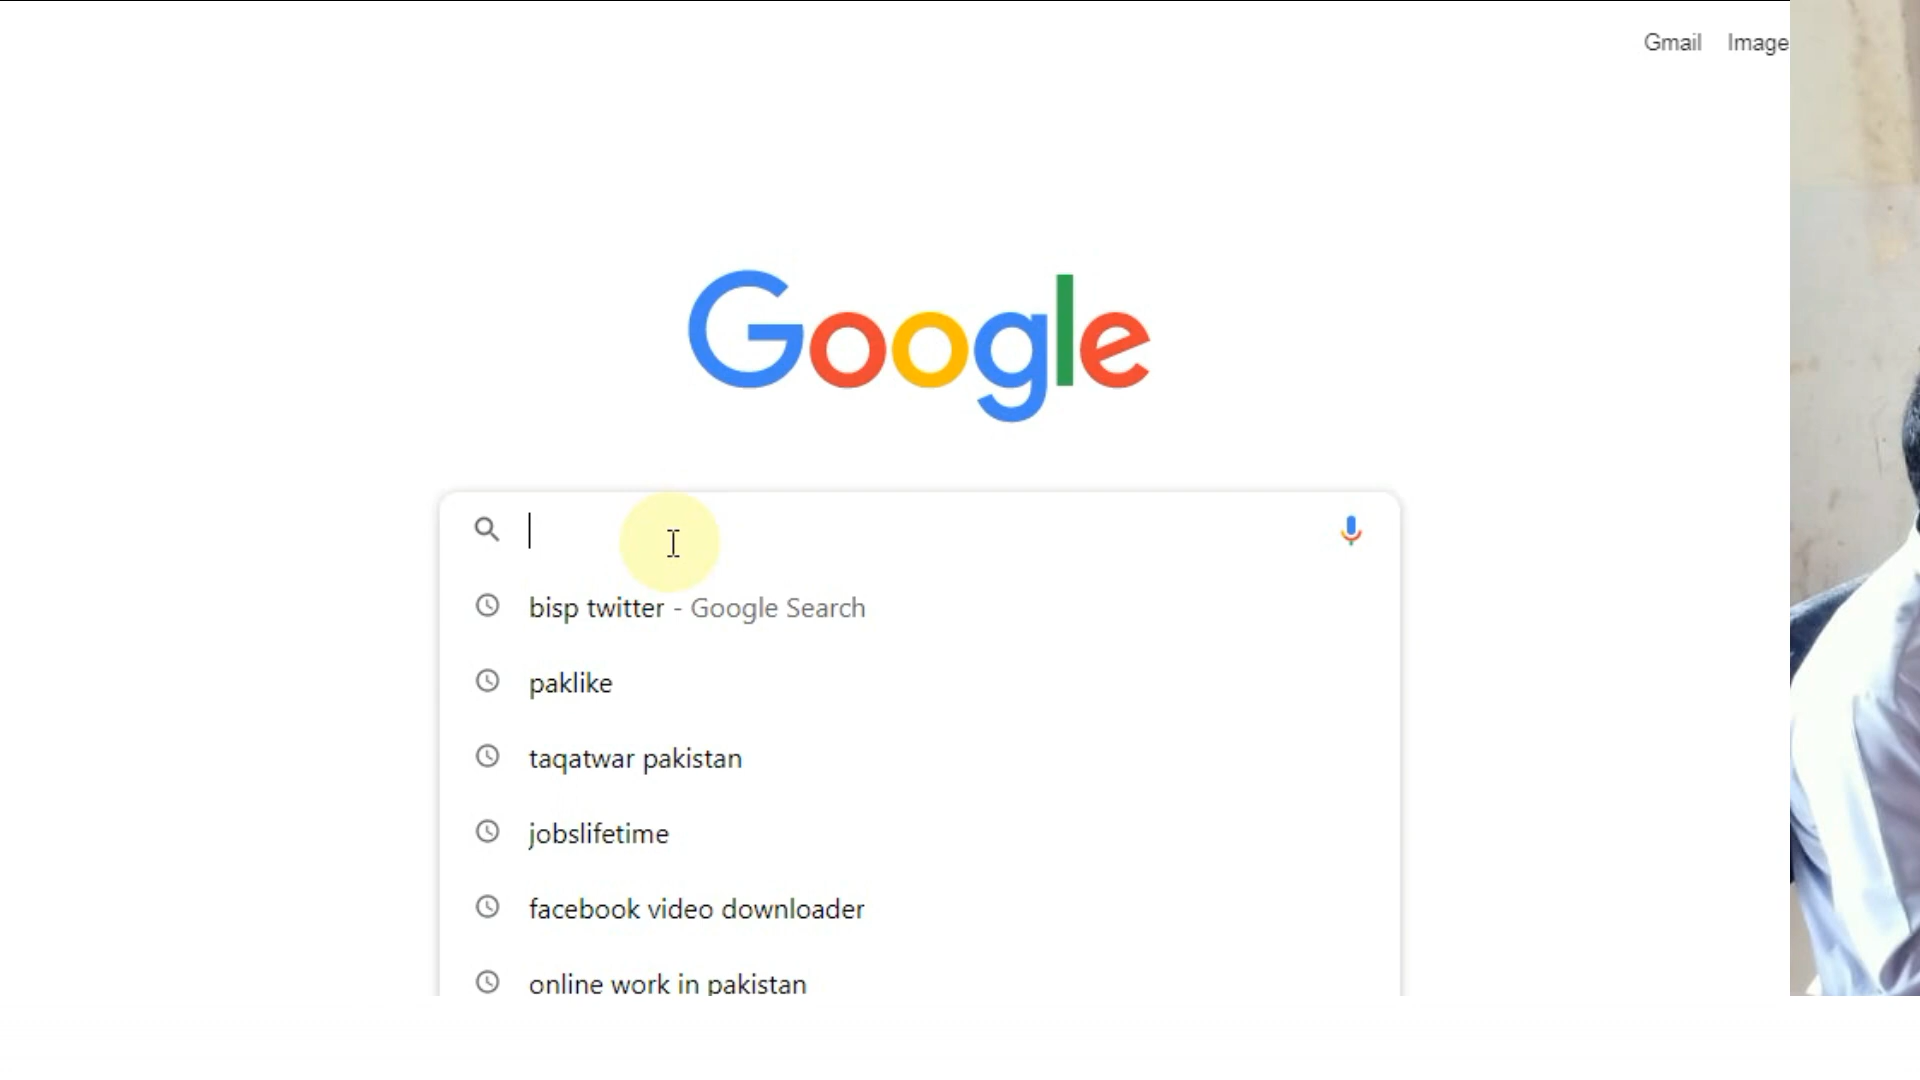 Gmail Image
Google
bisp twitter - Google Search
paklike
taqatwar pakistan
jobslifetime
facebook video downloader
online work in pakistan